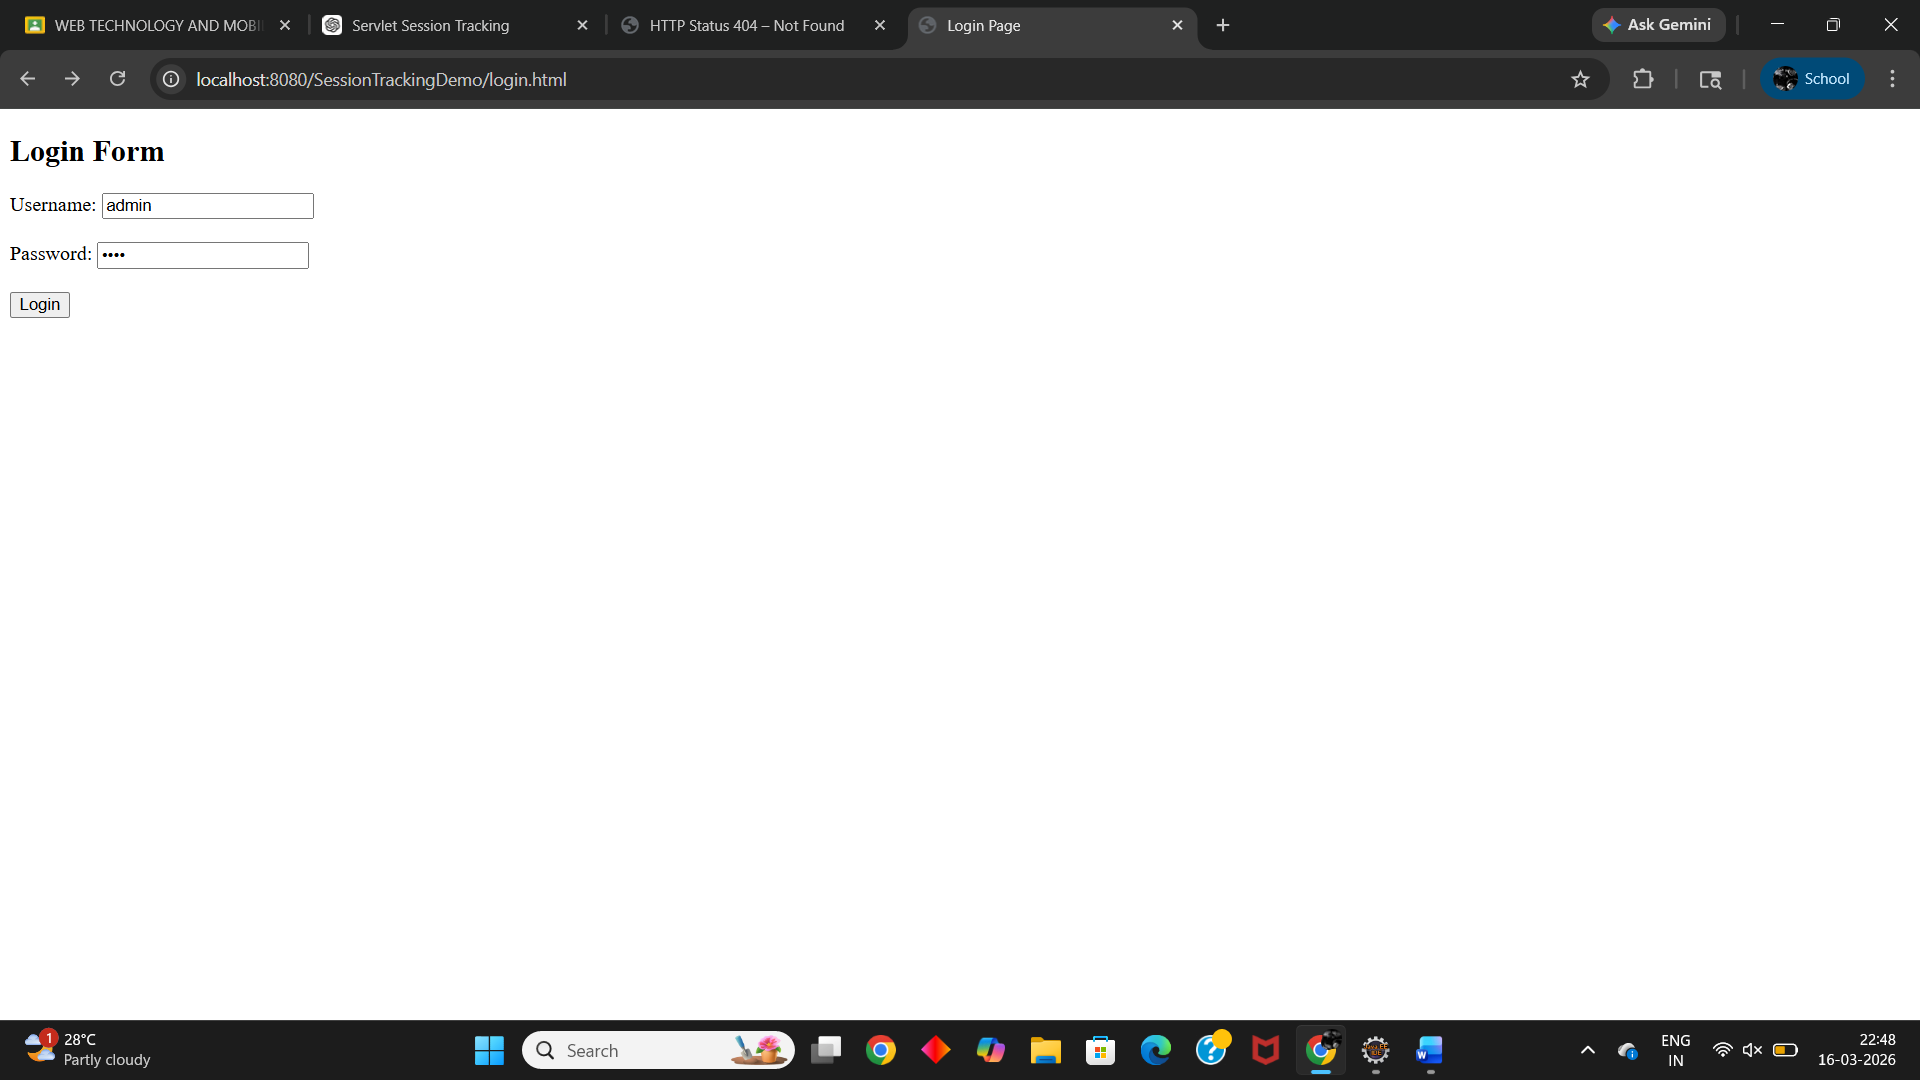 WEB TECHNOLOGY AND MOBI
Servlet Session Tracking
HTTP Status 404 – Not Found
Login Page
Ask Gemini
localhost:8080/SessionTrackingDemo/login.html
School
Login Form
Username: admin
Password: ••••
Login
1
28°C
Partly cloudy
Search
ENG
IN
22:48
16-03-2026